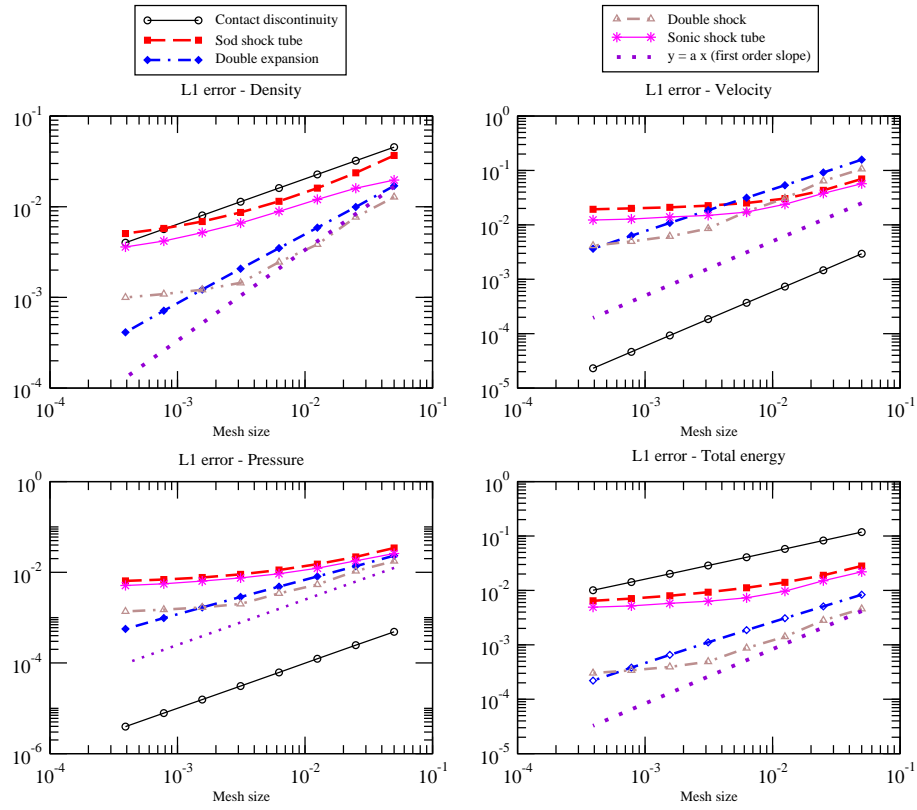 Contact discontinuity
Sod shock tube
Double expansion
Double shock
Sonic shock tube
y = a x (first order slope)
L1 error - Density
10^-1
10^-2
10^-3
10^-4
10^-4 10^-3 10^-2 10^-1
Mesh size
L1 error - Velocity
10^0
10^-1
10^-2
10^-3
10^-4
10^-5
10^-4 10^-3 10^-2 10^-1
Mesh size
L1 error - Pressure
10^0
10^-2
10^-4
10^-6
10^-4 10^-3 10^-2 10^-1
Mesh size
L1 error - Total energy
10^0
10^-1
10^-2
10^-3
10^-4
10^-5
10^-4 10^-3 10^-2 10^-1
Mesh size